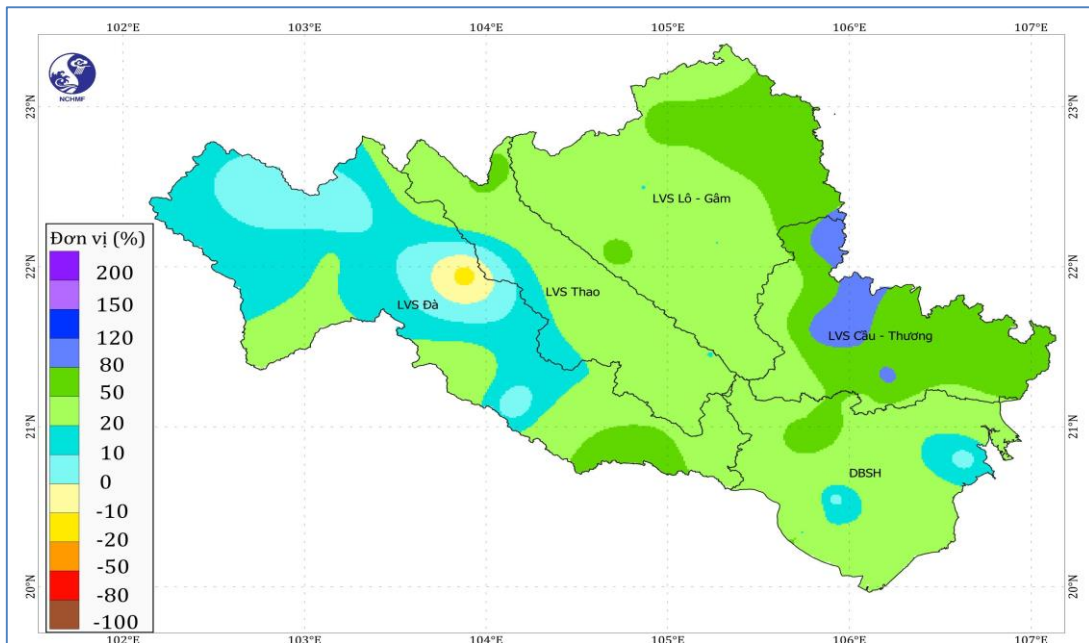 102°E 103°E 104°E 105°E 106°E 107°E
NCHMF
23°N 23°N
22°N 22°N
21°N 21°N
20°N 20°N
LVS Lô - Gâm
LVS Thao
LVS Đà
LVS Cầu - Thương
DBSH
Đơn vị (%)
200
150
120
80
50
20
10
0
-10
-20
-50
-80
-100
102°E 103°E 104°E 105°E 106°E 107°E